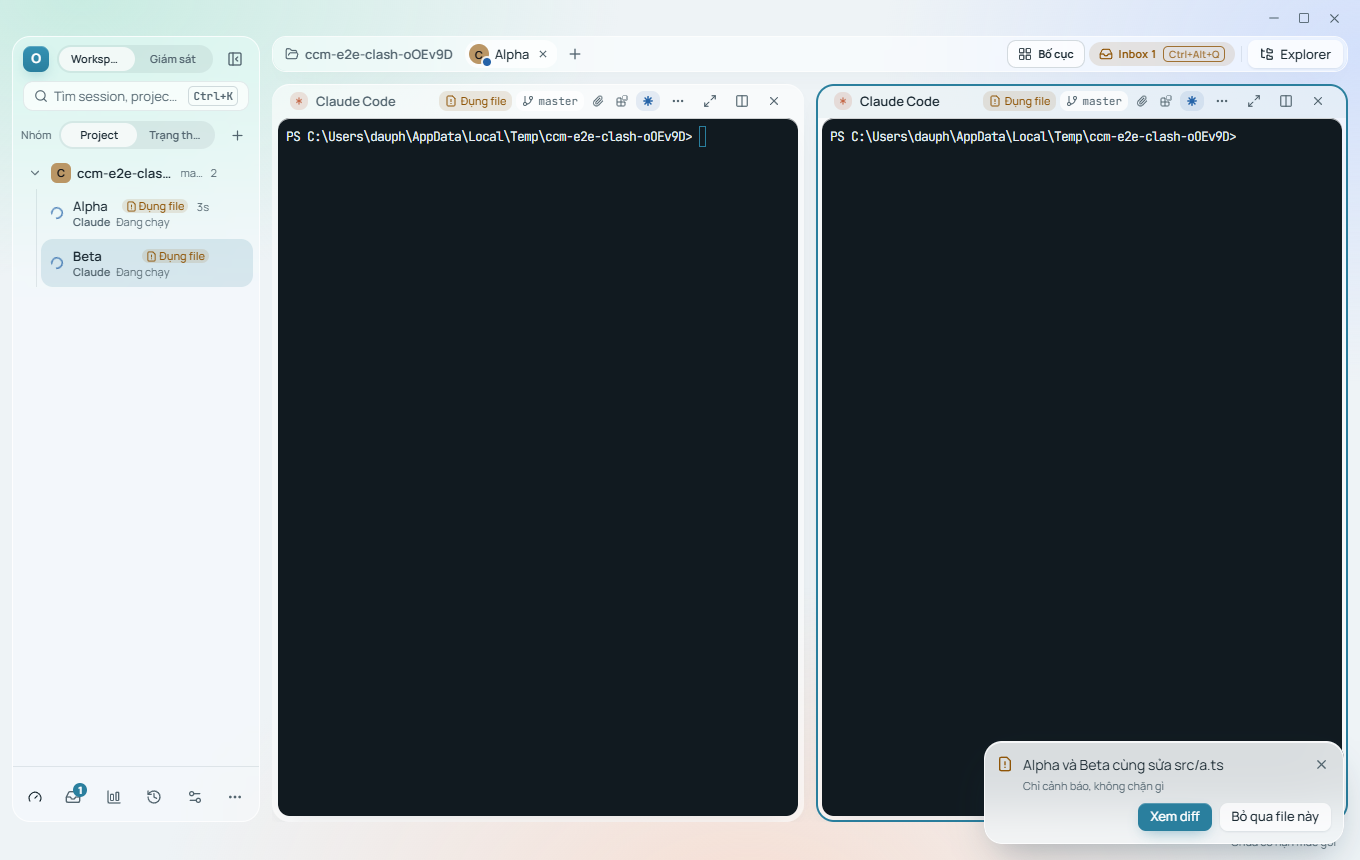 O Worksp... Giám sát
Tìm session, projec... Ctrl+K
Nhóm Project Trạng th...
C ccm-e2e-clas... ma... 2
Alpha Đụng file 3s
Claude Đang chạy
Beta Đụng file
Claude Đang chạy
1
ccm-e2e-clash-oOEv9D C Alpha
Bố cục Inbox 1 Ctrl+Alt+Q Explorer
Claude Code Đụng file master
PS C:\Users\dauph\AppData\Local\Temp\ccm-e2e-clash-oOEv9D>
Claude Code Đụng file master
PS C:\Users\dauph\AppData\Local\Temp\ccm-e2e-clash-oOEv9D>
Alpha và Beta cùng sửa src/a.ts
Chỉ cảnh báo, không chặn gì
Xem diff Bỏ qua file này